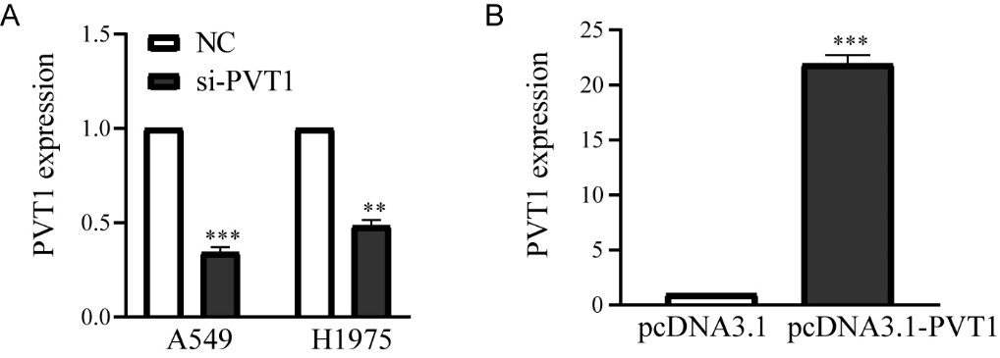 A
PVT1 expression
1.5
1.0
0.5
0.0
NC
si-PVT1
***
**
A549
H1975
B
PVT1 expression
25
20
15
10
5
0
***
pcDNA3.1
pcDNA3.1-PVT1